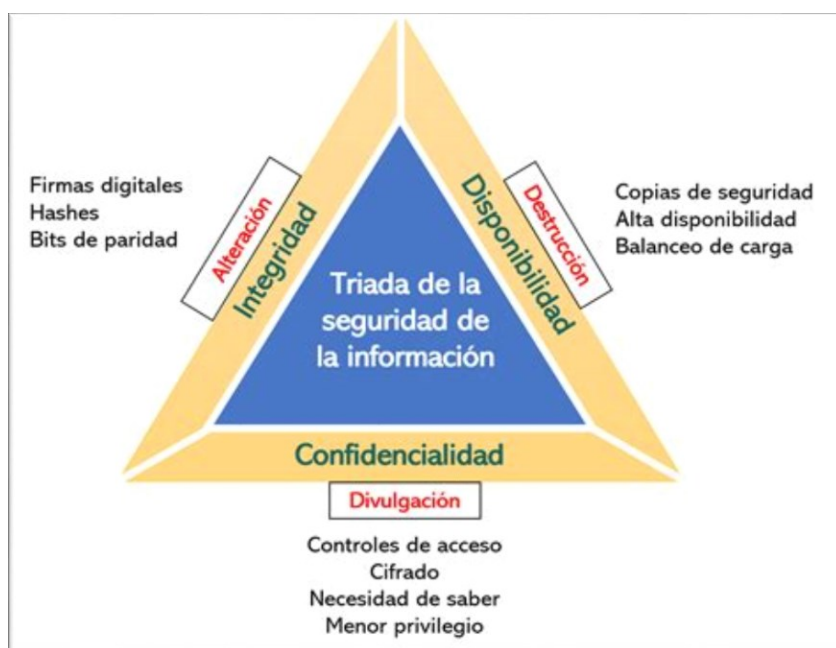 Firmas digitales
Hashes
Bits de paridad
Alteración
Integridad
Triada de la
seguridad de
la información
Disponibilidad
Destrucción
Copias de seguridad
Alta disponibilidad
Balanceo de carga
Confidencialidad
Divulgación
Controles de acceso
Cifrado
Necesidad de saber
Menor privilegio